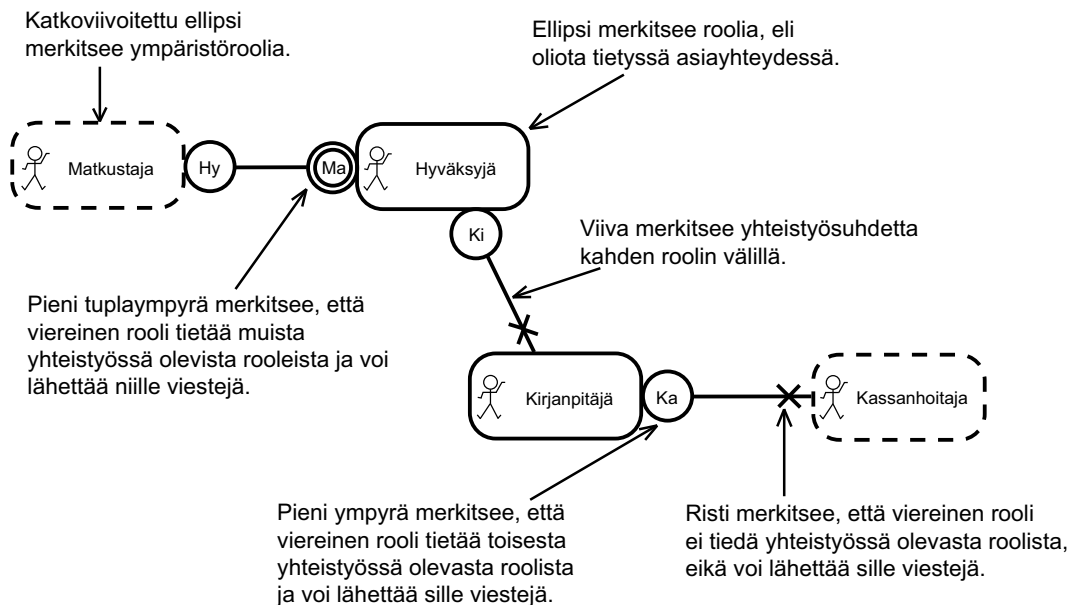 Katkoviivoitettu ellipsi
merkitsee ympäristöroolia.
Ellipsi merkitsee roolia, eli
oliota tietyssä asiayhteydessä.
Matkustaja
Hy
Ma
Hyväksyjä
Ki
Viiva merkitsee yhteistyösuhdetta
kahden roolin välillä.
Pieni tuplaympyrä merkitsee, että
viereinen rooli tietää muista
yhteistyössä olevista rooleista ja voi
lähettää niille viestejä.
Kirjanpitäjä
Ka
Kassanhoitaja
Pieni ympyrä merkitsee, että
viereinen rooli tietää toisesta
yhteistyössä olevasta roolista
ja voi lähettää sille viestejä.
Risti merkitsee, että viereinen rooli
ei tiedä yhteistyössä olevasta roolista,
eikä voi lähettää sille viestejä.